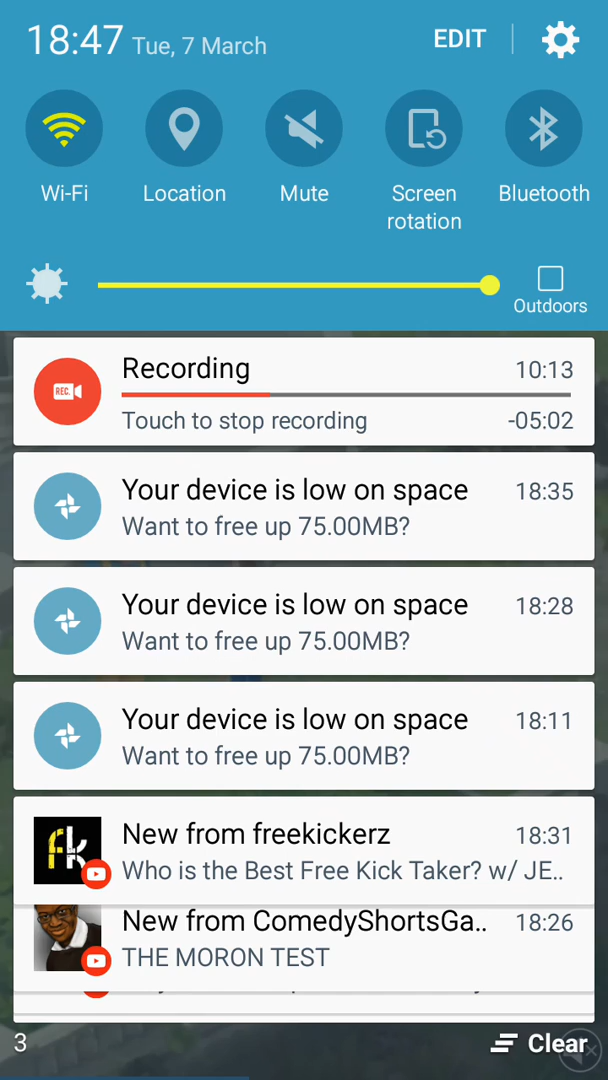 18:47 Tue, 7 March EDIT
Wi-Fi Location Mute Screen rotation Bluetooth
Outdoors
Recording 10:13
REC.
Touch to stop recording -05:02
Your device is low on space 18:35
Want to free up 75.00MB?
Your device is low on space 18:28
Want to free up 75.00MB?
Your device is low on space 18:11
Want to free up 75.00MB?
New from freekickerz 18:31
fk
Who is the Best Free Kick Taker? w/ JE..
New from ComedyShortsGa.. 18:26
THE MORON TEST
3 Clear